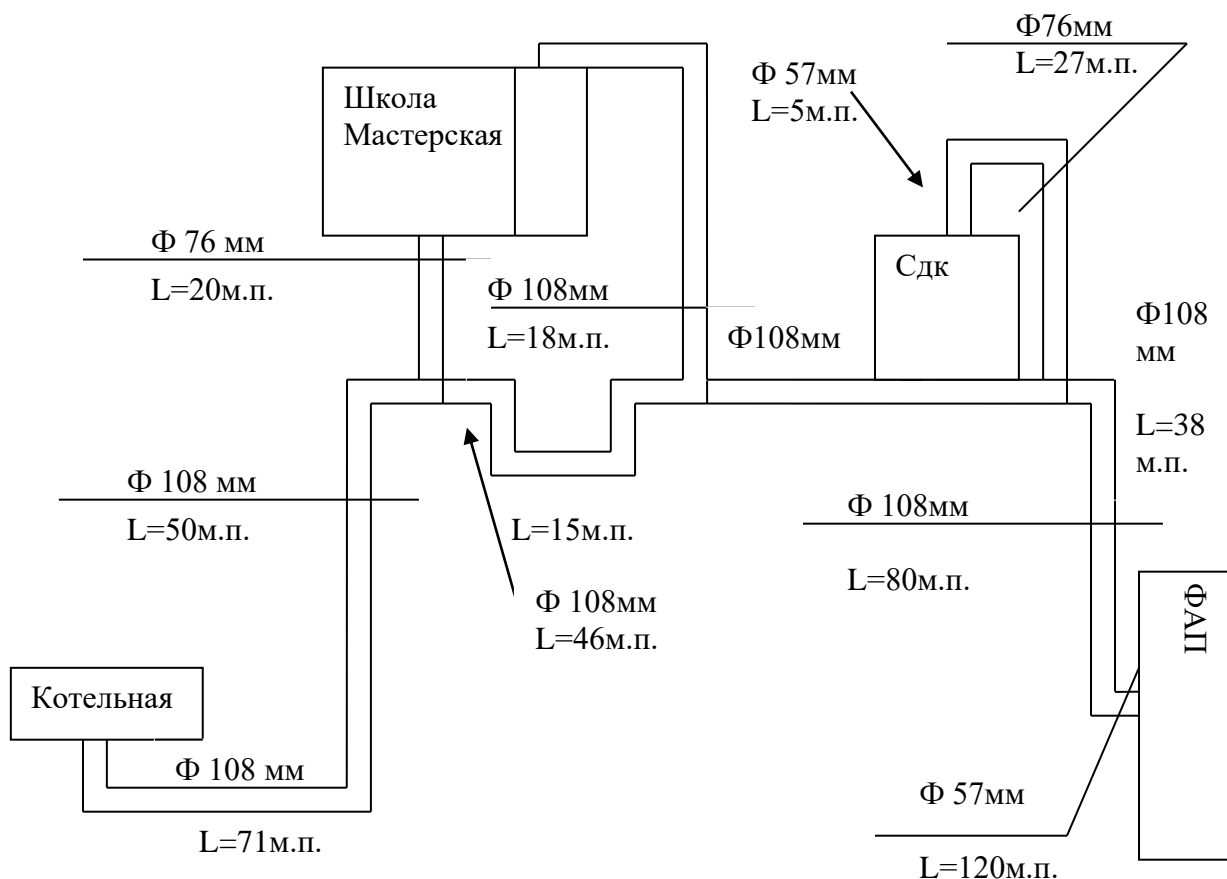 Ф76мм
L=27м.п.
Ф 57мм
L=5м.п.
Школа
Мастерская
Ф 76 мм
L=20м.п.
Ф 108мм
L=18м.п.
Ф108мм
Сдк
Ф108
мм
L=38
м.п.
Ф 108 мм
L=50м.п.
L=15м.п.
Ф 108мм
L=46м.п.
Ф 108мм
L=80м.п.
ФАП
Котельная
Ф 108 мм
L=71м.п.
Ф 57мм
L=120м.п.